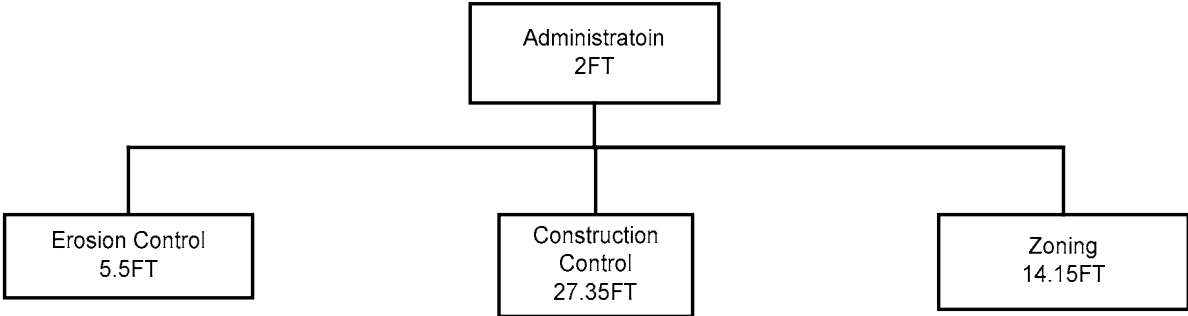 Administratoin
2FT
Erosion Control
5.5FT
Construction
Control
27.35FT
Zoning
14.15FT